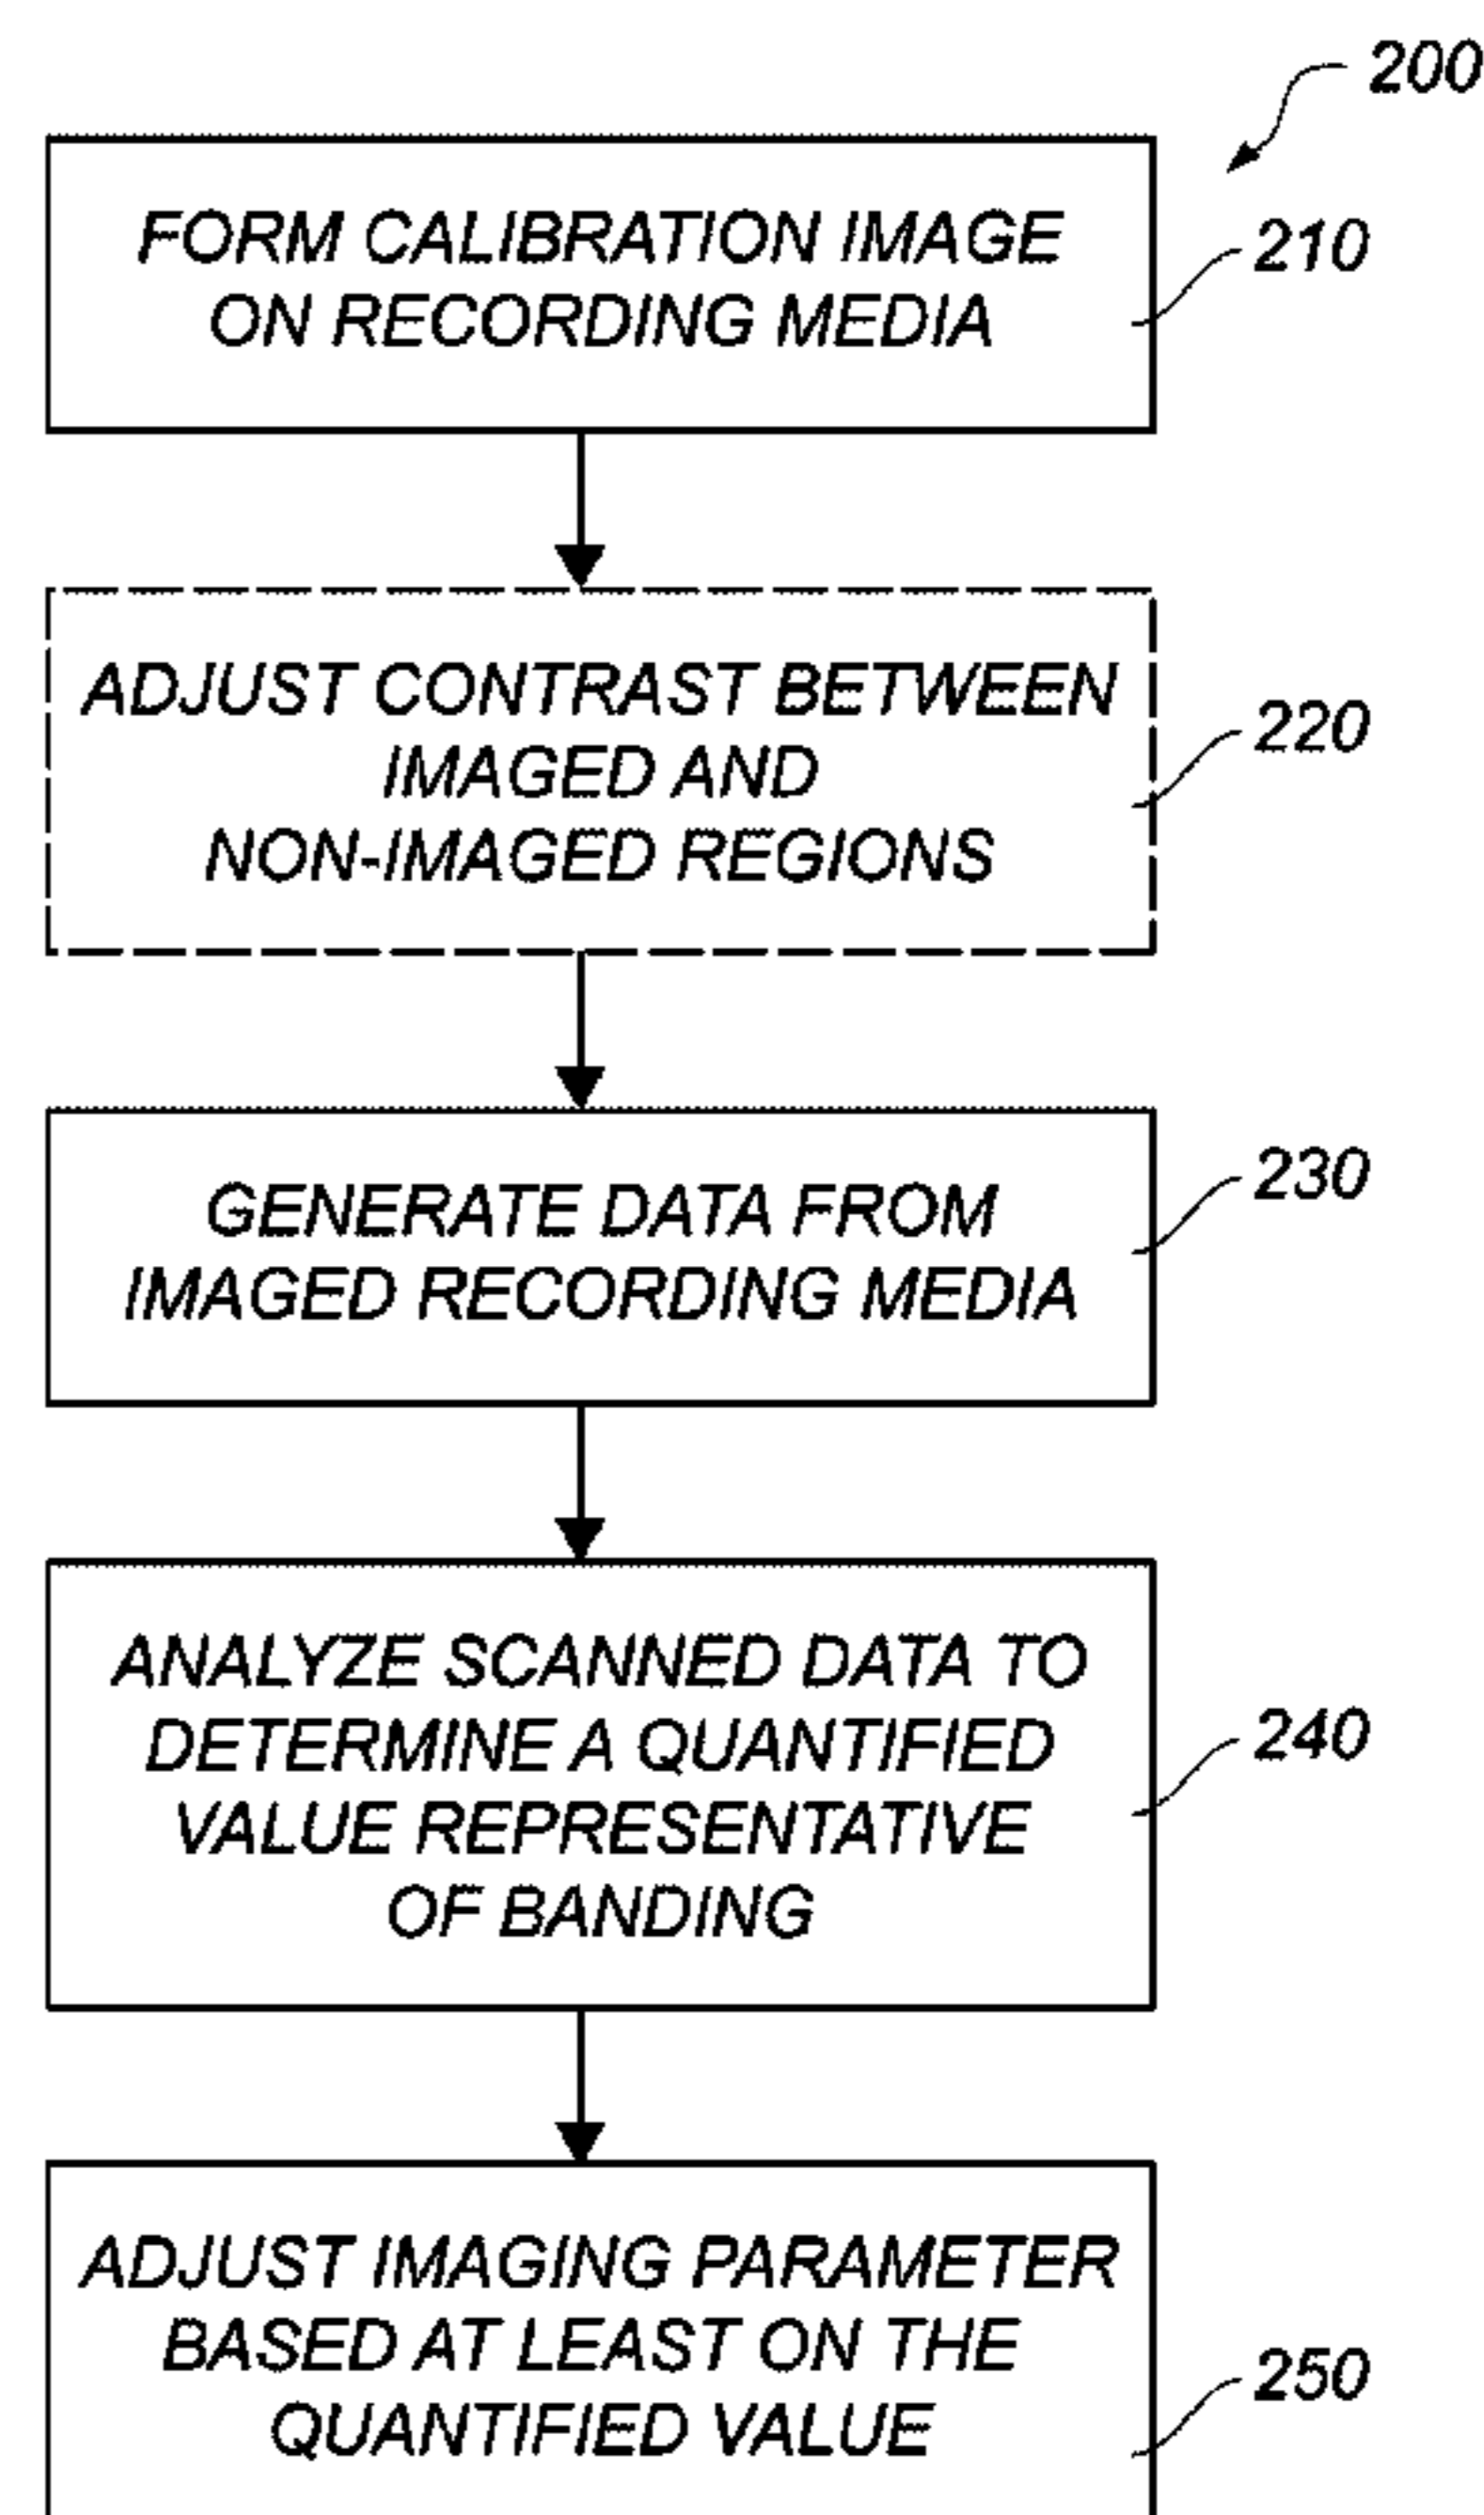 200
FORM CALIBRATION IMAGE
ON RECORDING MEDIA
210
ADJUST CONTRAST BETWEEN
IMAGED AND
NON-IMAGED REGIONS
220
GENERATE DATA FROM
IMAGED RECORDING MEDIA
230
ANALYZE SCANNED DATA TO
DETERMINE A QUANTIFIED
VALUE REPRESENTATIVE
OF BANDING
240
ADJUST IMAGING PARAMETER
BASED AT LEAST ON THE
QUANTIFIED VALUE
250